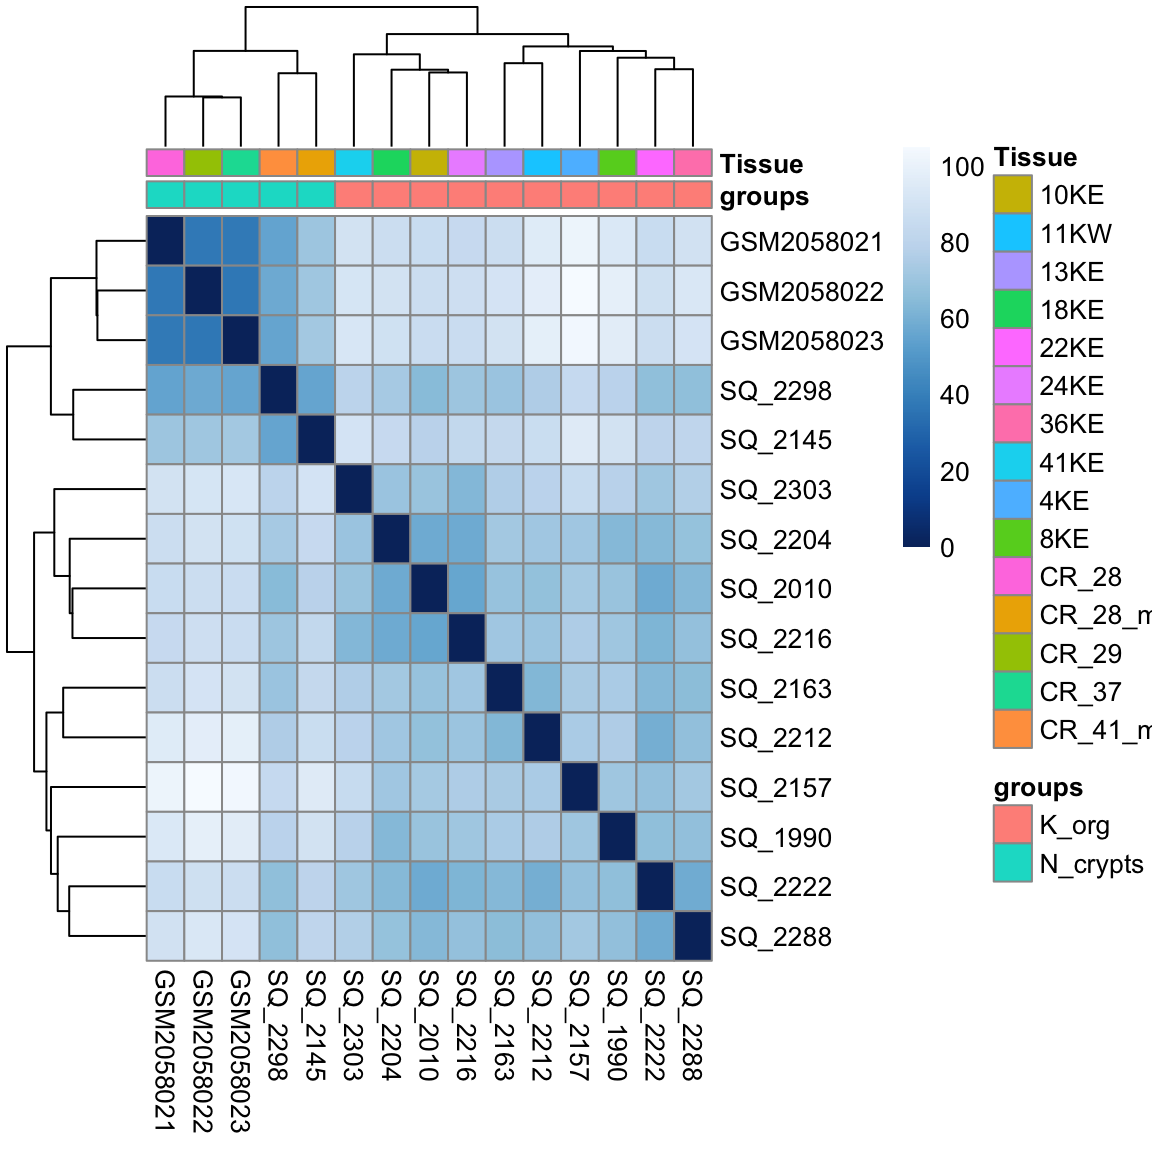 Tissue
groups
GSM2058021
GSM2058022
GSM2058023
SQ_2298
SQ_2145
SQ_2303
SQ_2204
SQ_2010
SQ_2216
SQ_2163
SQ_2212
SQ_2157
SQ_1990
SQ_2222
SQ_2288
GSM2058021
GSM2058022
GSM2058023
SQ_2298
SQ_2145
SQ_2303
SQ_2204
SQ_2010
SQ_2216
SQ_2163
SQ_2212
SQ_2157
SQ_1990
SQ_2222
SQ_2288
100
80
60
40
20
0
Tissue
10KE
11KW
13KE
18KE
22KE
24KE
36KE
41KE
4KE
8KE
CR_28
CR_28_m
CR_29
CR_37
CR_41_m
groups
K_org
N_crypts